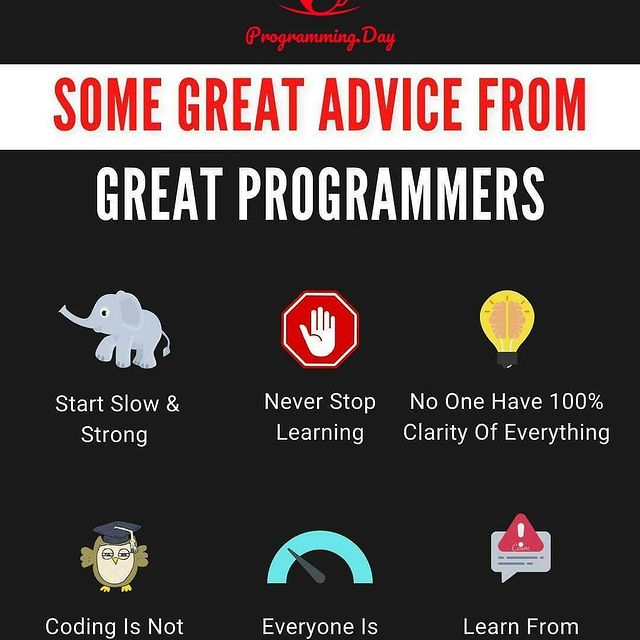 Programming.Day
SOME GREAT ADVICE FROM
GREAT PROGRAMMERS
Start Slow &
Strong
Never Stop
Learning
No One Have 100%
Clarity Of Everything
Canva
Coding Is Not
Everyone Is
Learn From